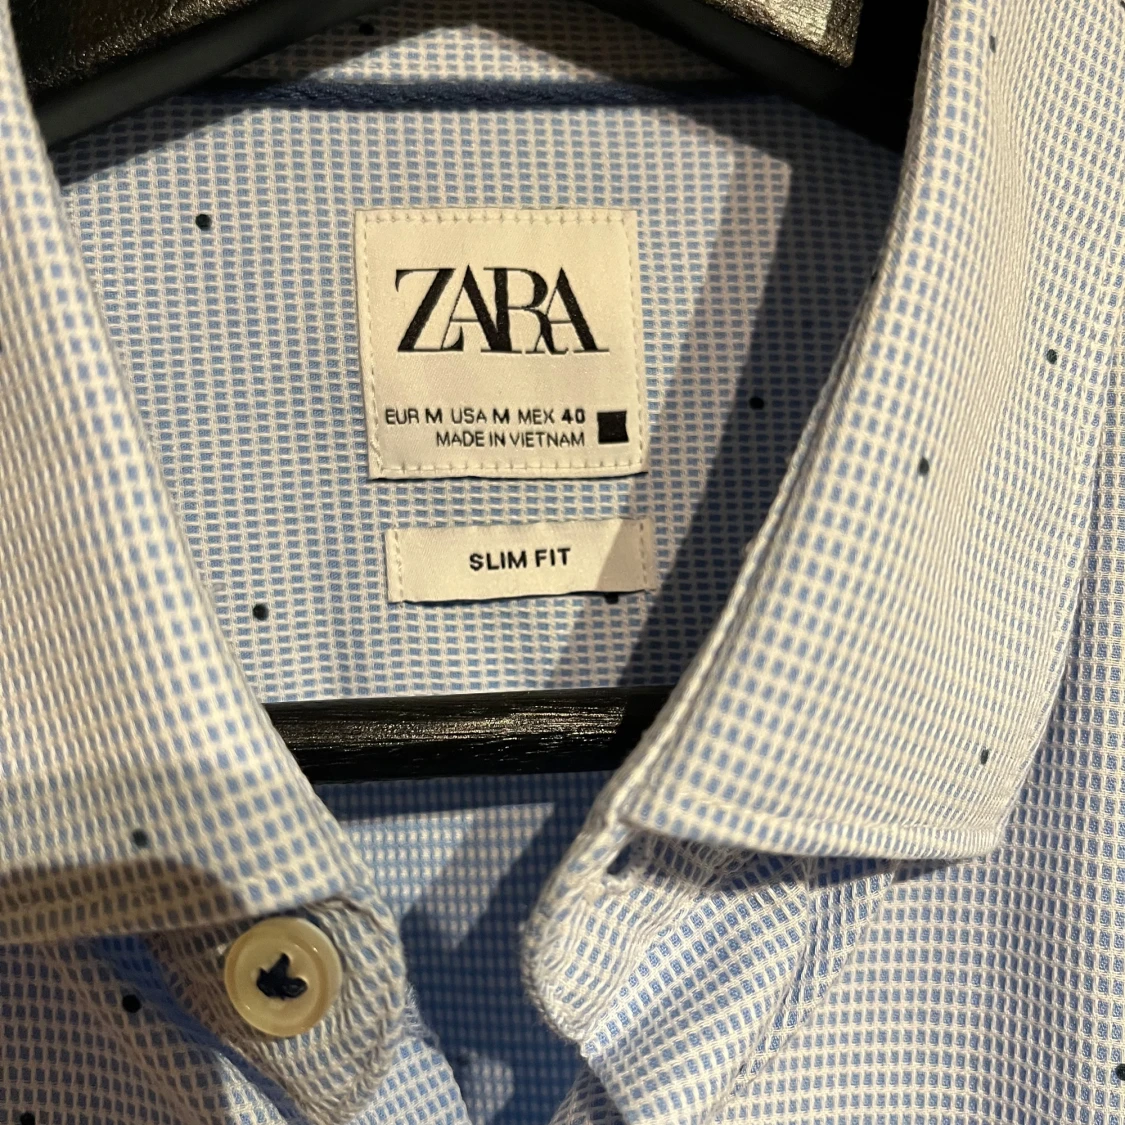 ZARA
EUR M USA M MEX 40
MADE IN VIETNAM
SLIM FIT